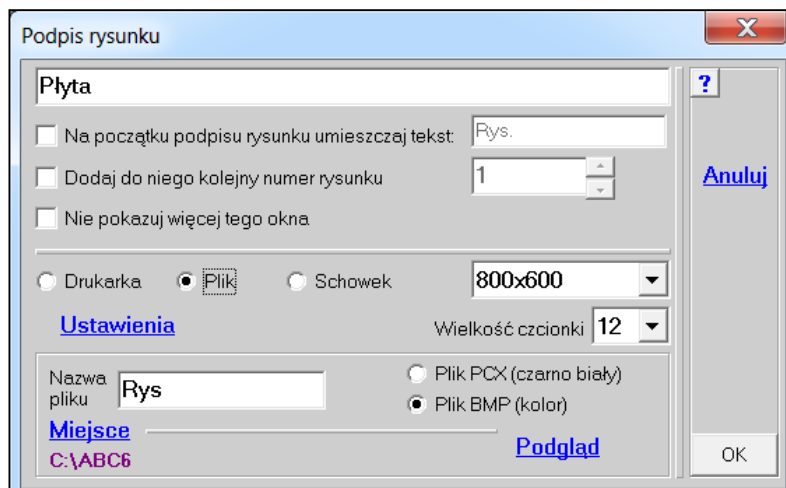 Podpis rysunku
X
Płyta
?
Na początku podpisu rysunku umieszczaj tekst: Rys.
Dodaj do niego kolejny numer rysunku 1
Anuluj
Nie pokazuj więcej tego okna
Drukarka Plik Schowek 800x600
Ustawienia Wielkość czcionki 12
Nazwa pliku Rys
Plik PCX (czarno biały)
Plik BMP (kolor)
Miejsce
Podgląd
C:\ABC6
OK